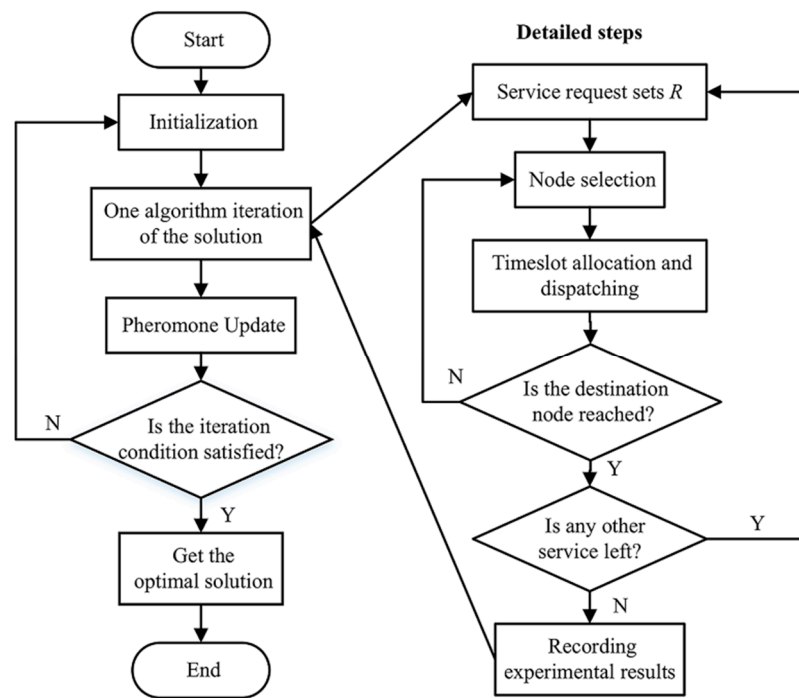 Start
Initialization
One algorithm iteration
of the solution
Pheromone Update
Is the iteration
condition satisfied?
N
Y
Get the
optimal solution
End
Detailed steps
Service request sets R
Node selection
Timeslot allocation and
dispatching
Is the destination
node reached?
N
Y
Is any other
service left?
Y
N
Recording
experimental results